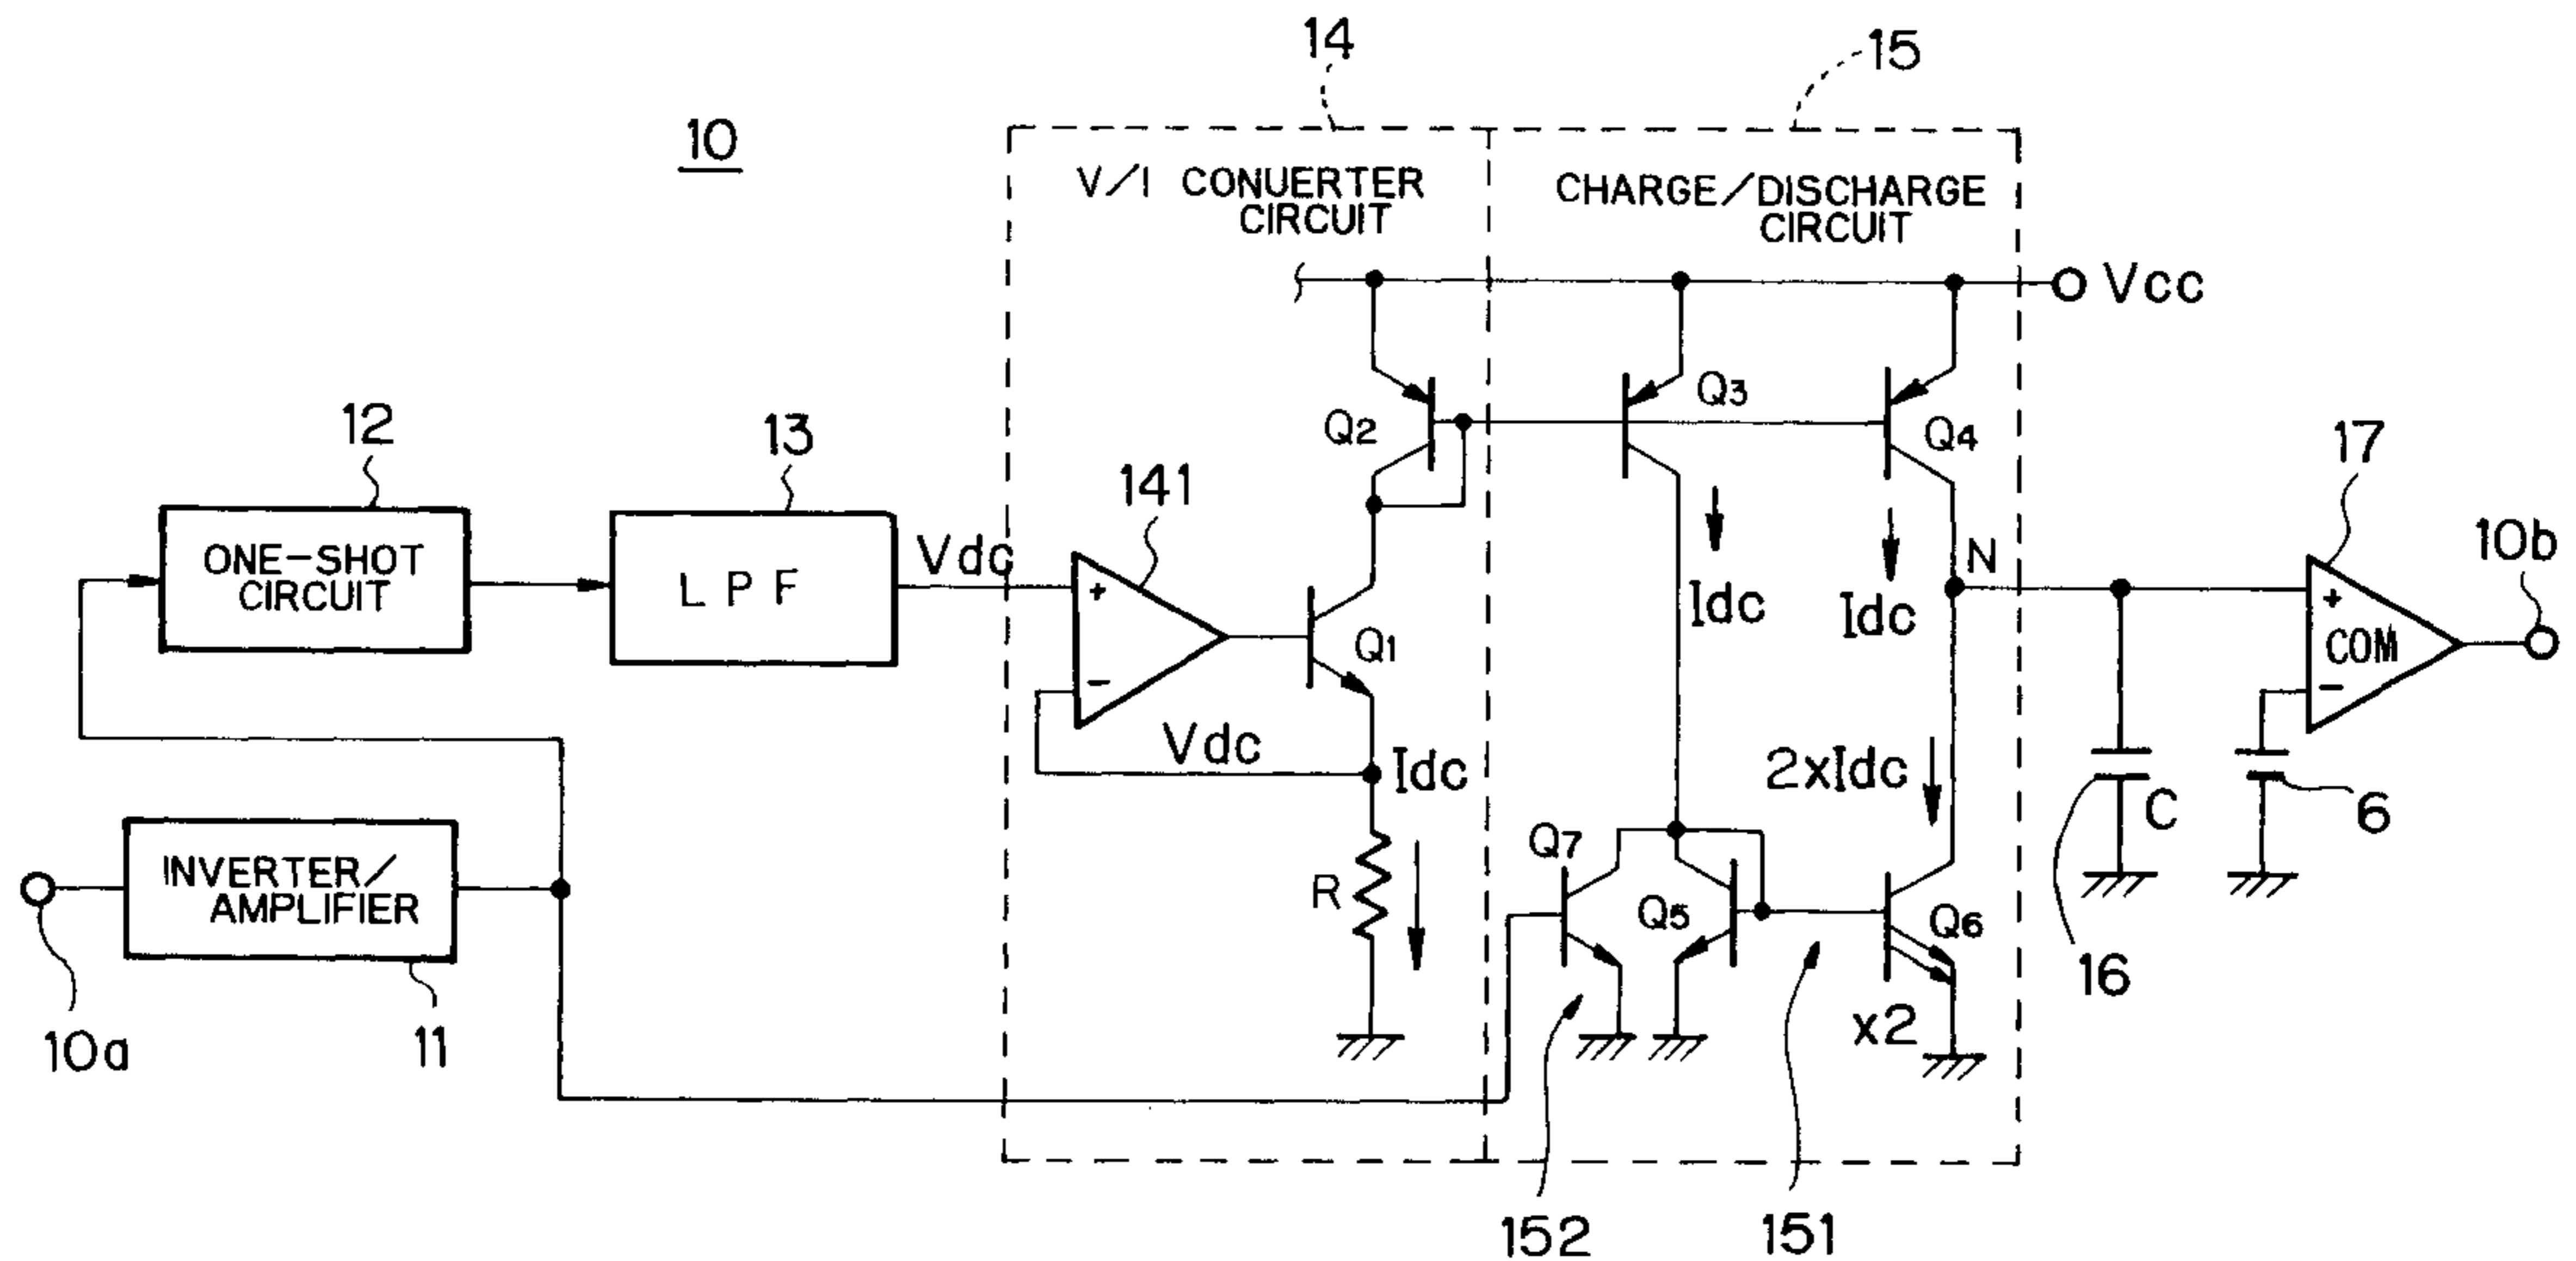 10
14
15
V/I CONUERTER
CIRCUIT
CHARGE/DISCHARGE
CIRCUIT
Vcc
Q2
Q3
Q4
12
13
141
17
10b
ONE-SHOT
CIRCUIT
LPF
Vdc
+
-
Q1
Idc
Idc
N
+
COM
-
Vdc
Idc
2xIdc
C
6
INVERTER/
AMPLIFIER
R
Q7
Q5
Q6
x2
16
10a
11
152
151